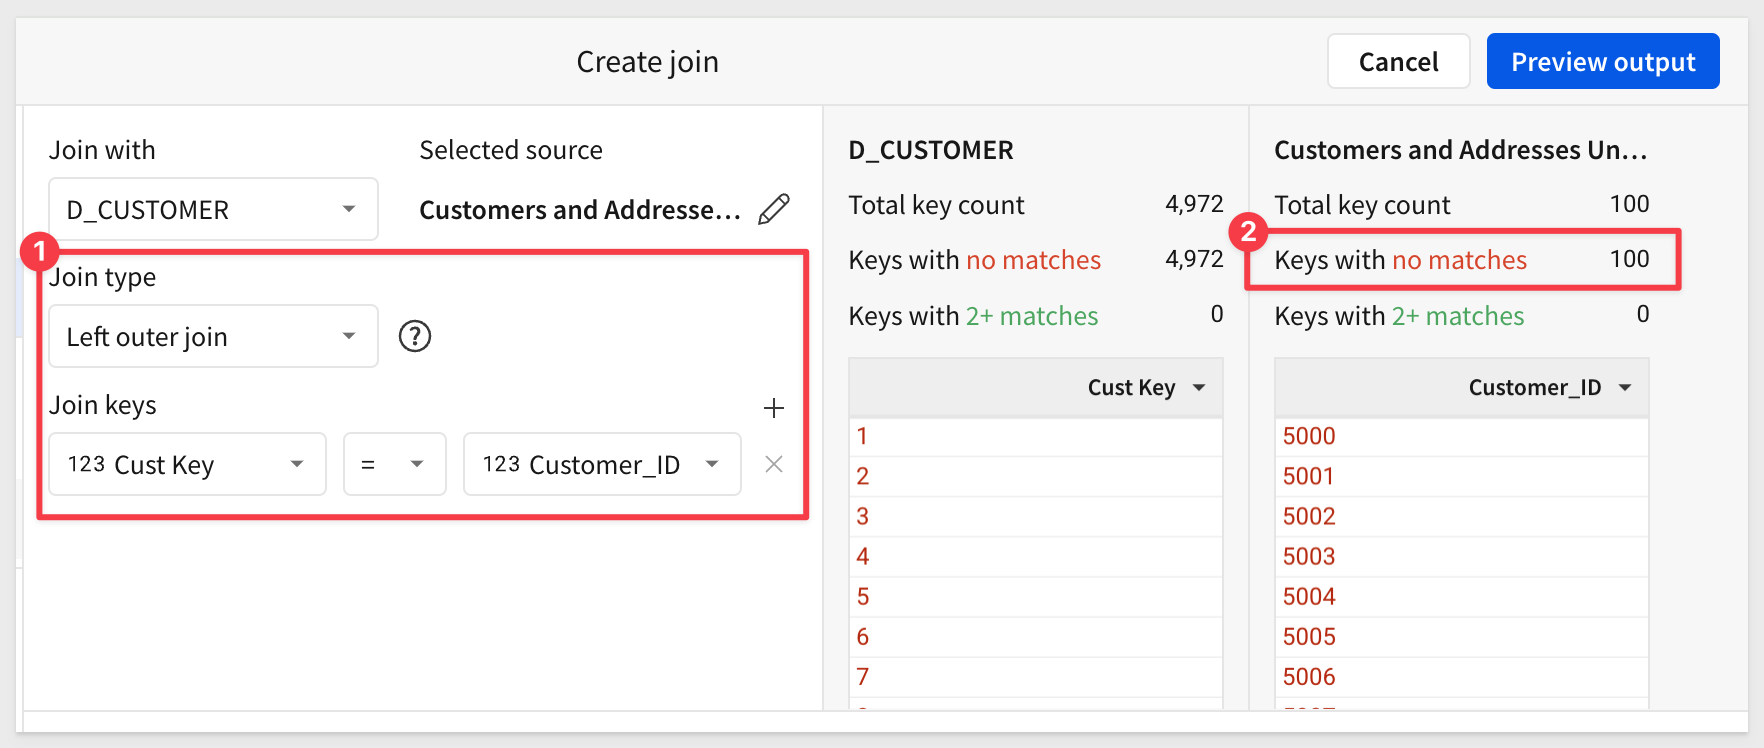 Create join
Cancel
Preview output
Join with
Selected source
D_CUSTOMER
Customers and Addresse...
1
Join type
Left outer join
?
Join keys
+
123 Cust Key
=
123 Customer_ID
D_CUSTOMER
Total key count 4,972
Keys with no matches 4,972
Keys with 2+ matches 0
Cust Key
1
2
3
4
5
6
7
Customers and Addresses Un...
Total key count 100
2
Keys with no matches 100
Keys with 2+ matches 0
Customer_ID
5000
5001
5002
5003
5004
5005
5006